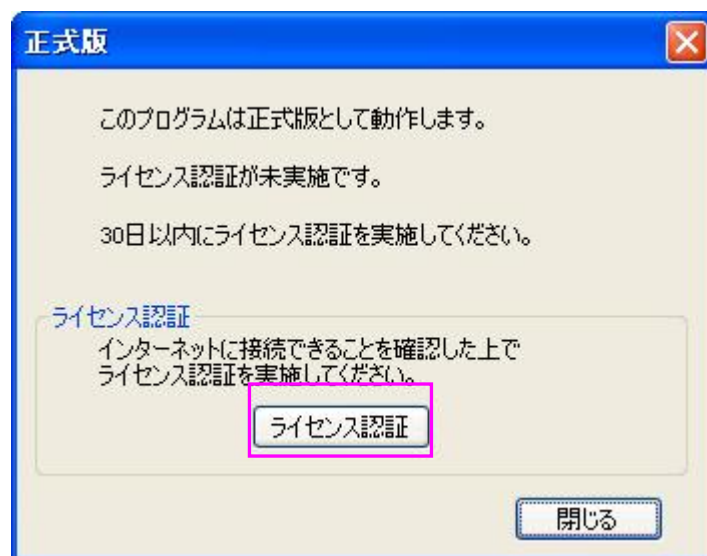 正式版
このプログラムは正式版として動作します。
ライセンス認証が未実施です。
30日以内にライセンス認証を実施してください。
ライセンス認証
インターネットに接続できることを確認した上で
ライセンス認証を実施してください。
ライセンス認証
閉じる